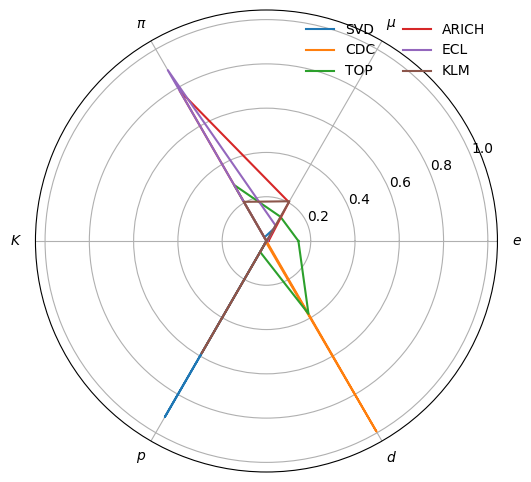 π
μ
SVD ARICH
CDC ECL
TOP KLM
1.0
0.8
0.6
0.4
0.2
K
e
p
d